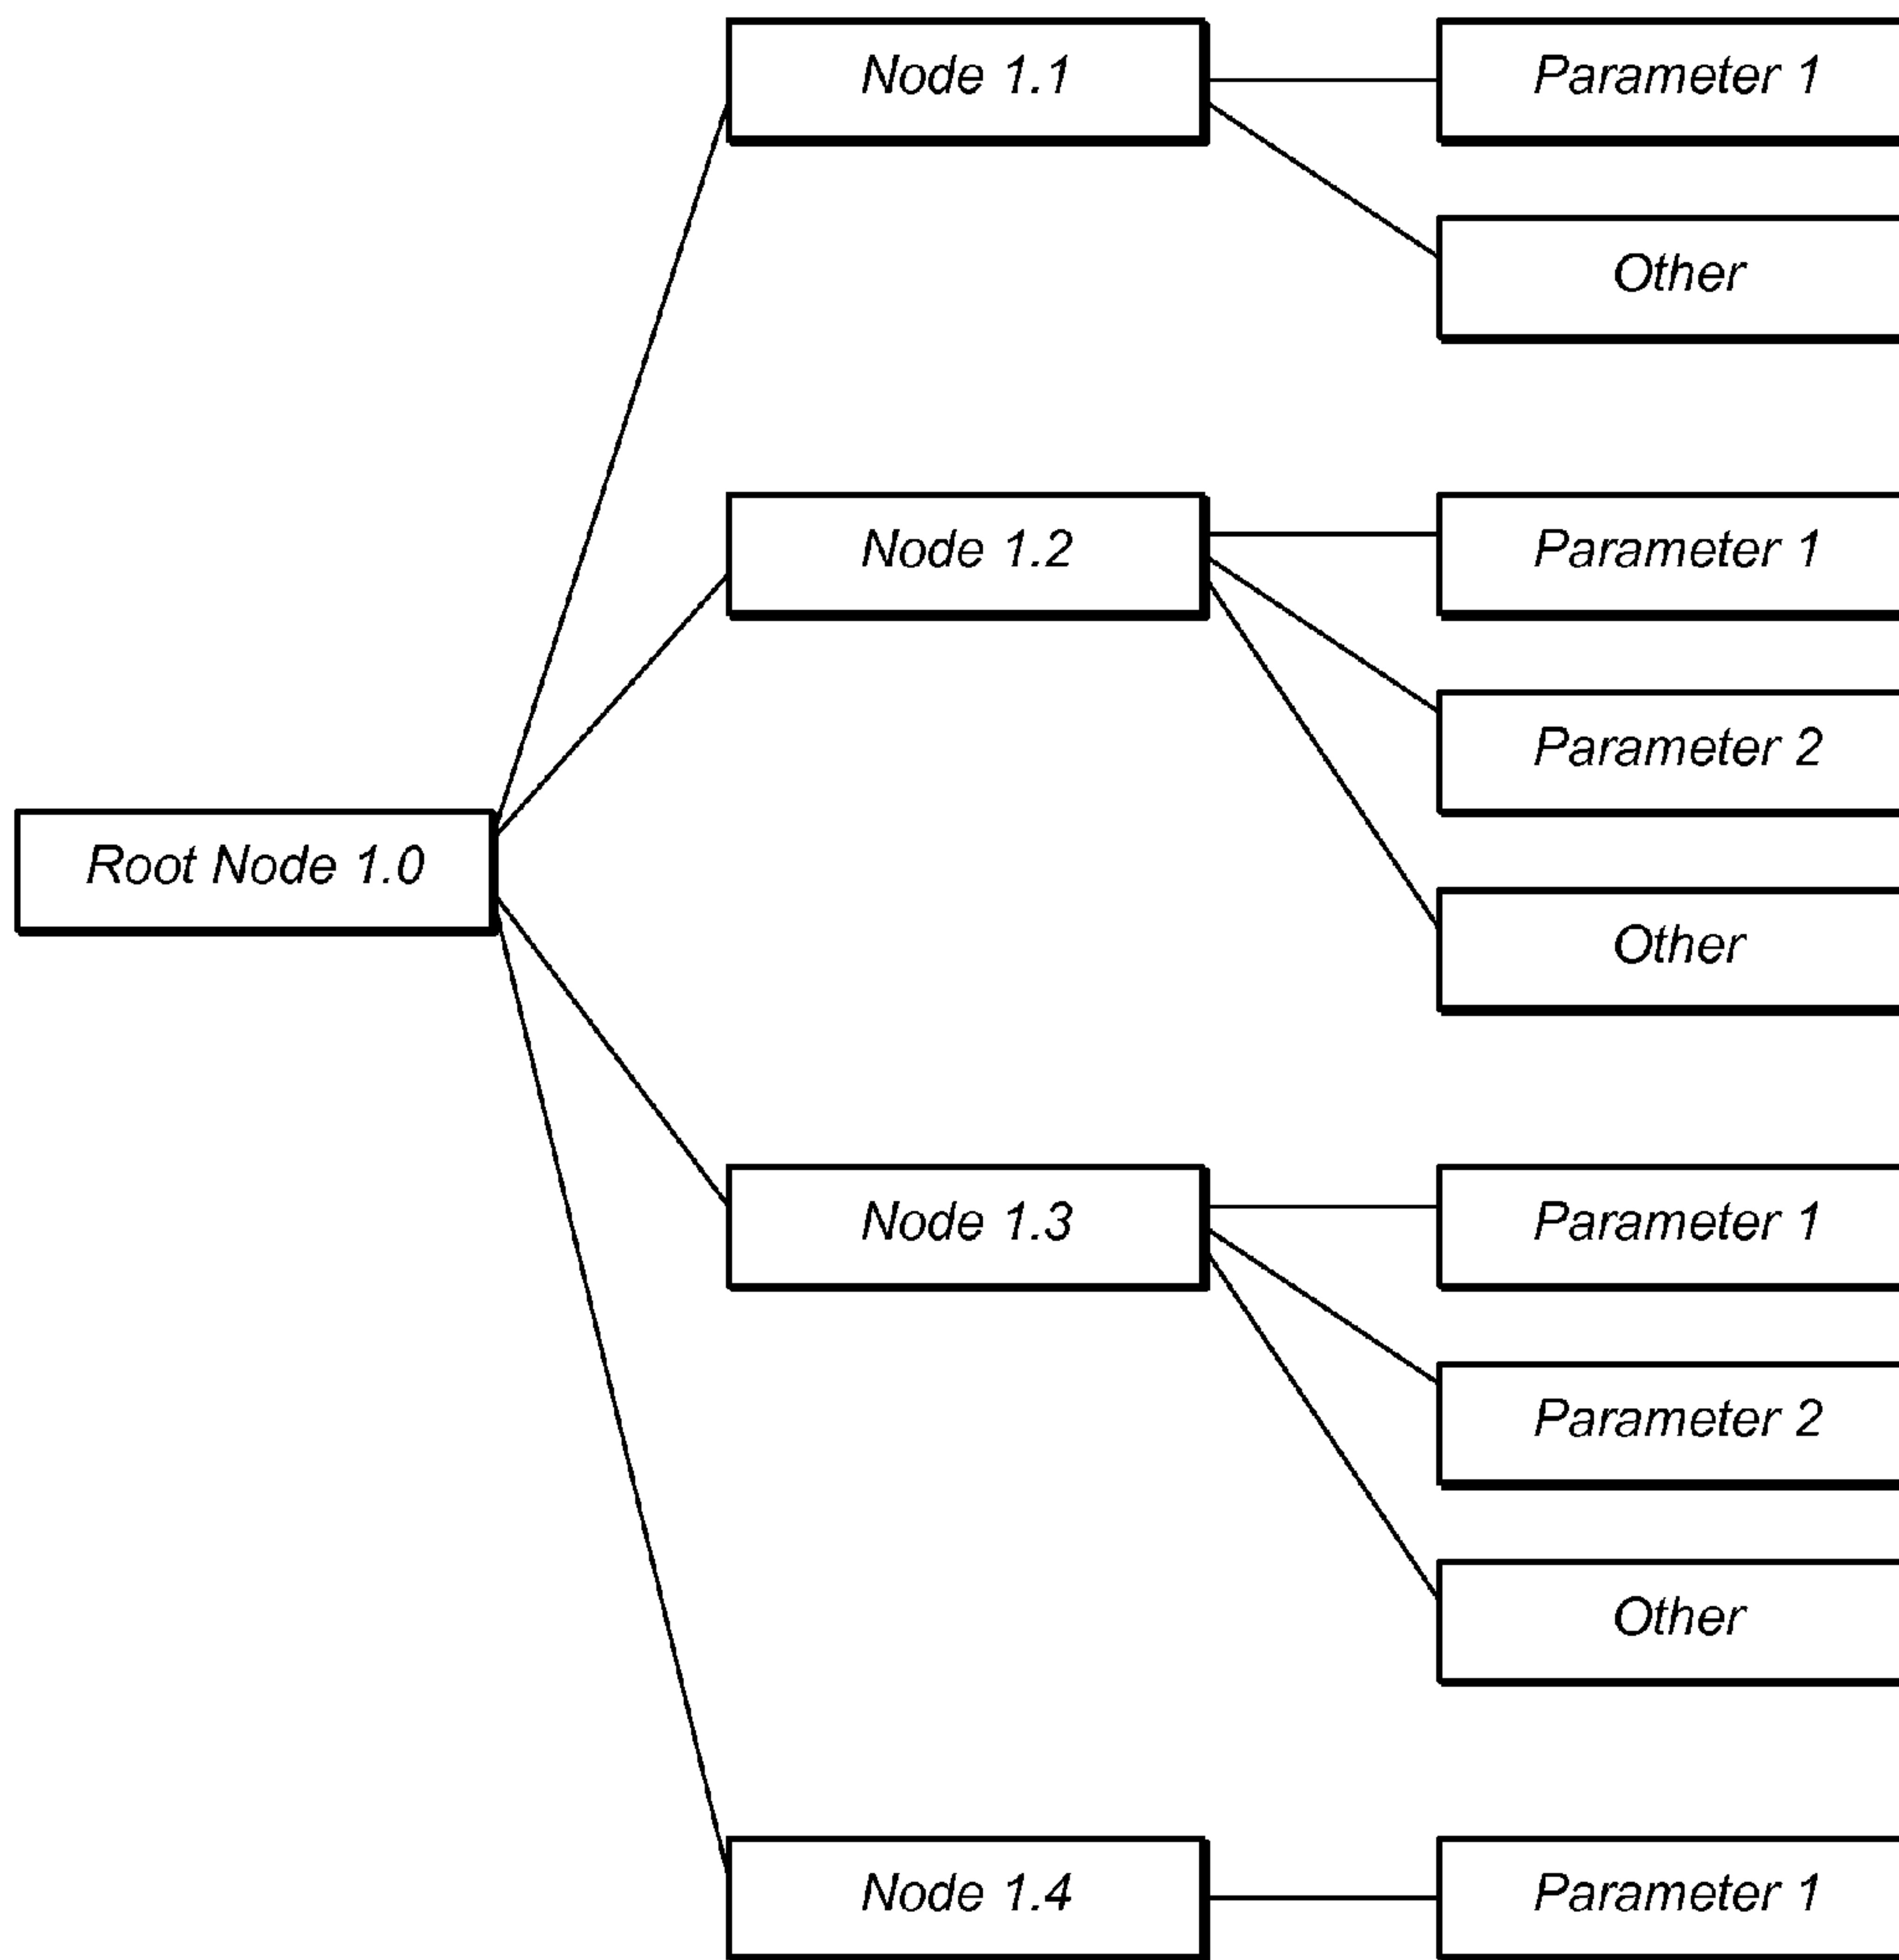 Node 1.1
Parameter 1
Other
Node 1.2
Parameter 1
Parameter 2
Root Node 1.0
Other
Node 1.3
Parameter 1
Parameter 2
Other
Node 1.4
Parameter 1